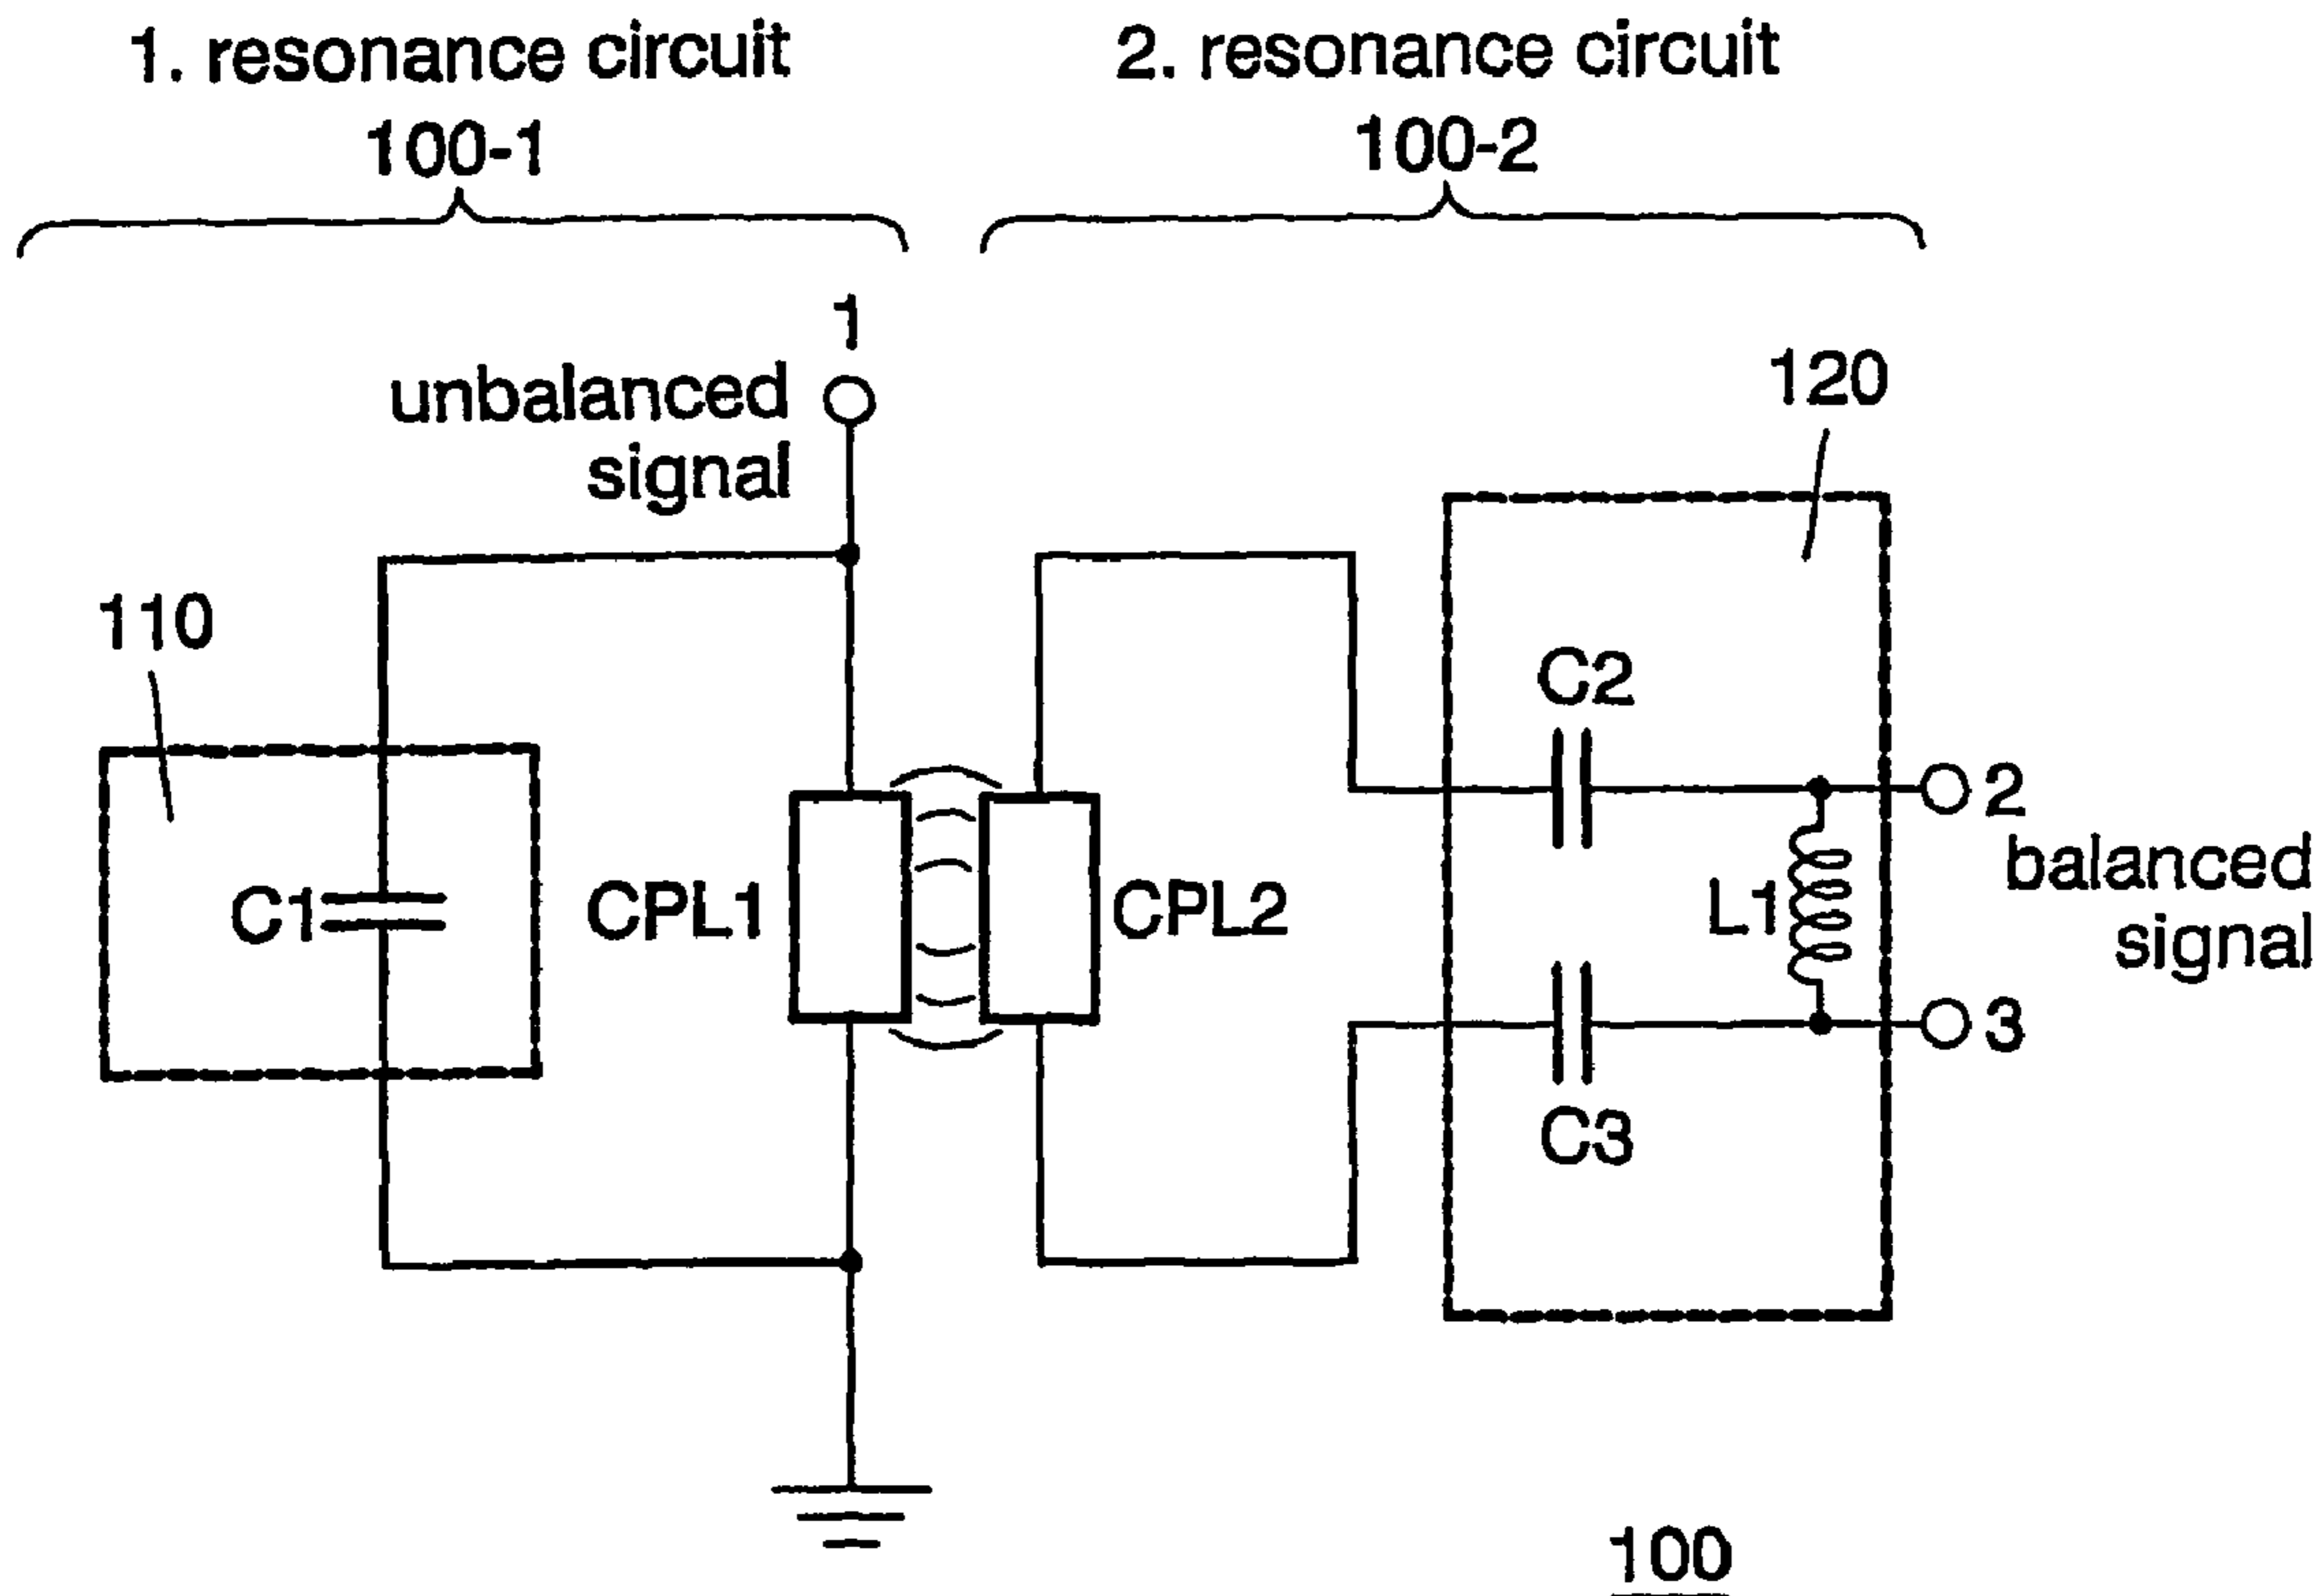 1. resonance circuit
100-1
2. resonance circuit
100-2
1
unbalanced
signal
120
110
C2
2
balanced
signal
C1
CPL1
CPL2
L1
3
C3
100